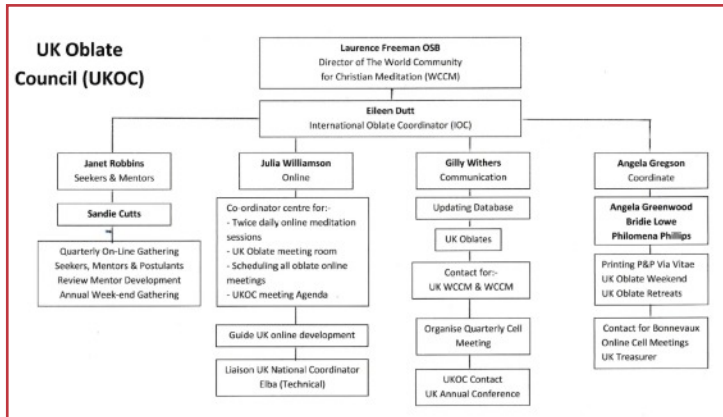 UK Oblate
Council (UKOC)
Laurence Freeman OSB
Director of The World Community
for Christian Meditation (WCCM)
Eileen Dutt
International Oblate Coordinator (IOC)
Janet Robbins
Seekers & Mentors
Sandie Cutts
Quarterly On-Line Gathering
Seekers, Mentors & Postulants
Review Mentor Development
Annual Week-end Gathering
Julia Williamson
Online
Co-ordinator centre for:-
- Twice daily online meditation
sessions
- UK Oblate meeting room
- Scheduling all oblate online
meetings
- UKOC meeting Agenda
Guide UK online development
Liaison UK National Coordinator
Elba (Technical)
Gilly Withers
Communication
Updating Database
UK Oblates
Contact for:-
UK WCCM & WCCM
Organise Quarterly Cell
Meeting
UKOC Contact
UK Annual Conference
Angela Gregson
Coordinate
Angela Greenwood
Bridie Lowe
Philomena Phillips
Printing P&P Via Vitae
UK Oblate Weekend
UK Oblate Retreats
Contact for Bonnevaux
Online Cell Meetings
UK Treasurer